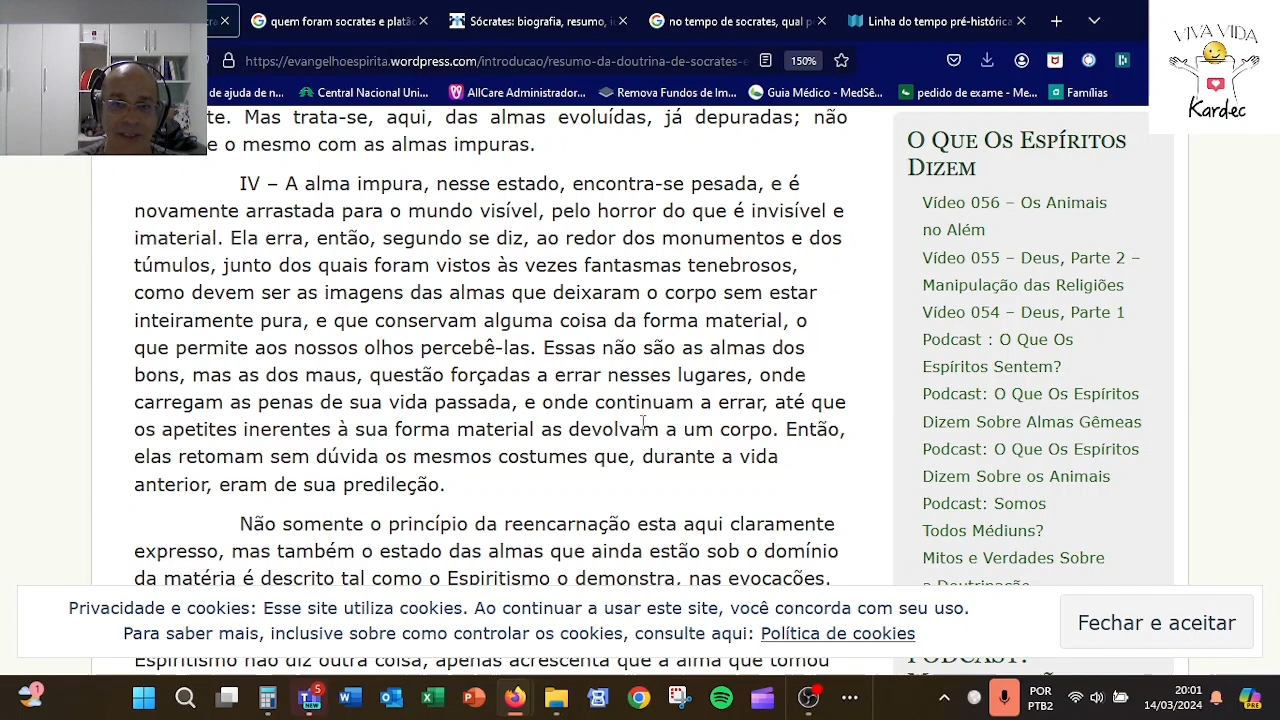 quem foram socrates e platão
Sócrates: biografia, resumo, i
no tempo de socrates, qual p
Linha do tempo pré-histórica
https://evangelhoespirita.wordpress.com/introducao/resumo-da-doutrina-de-socrates-e
150%
de ajuda de n...
Central Nacional Uni...
AllCare Administrador...
Remova Fundos de Im...
Guia Médico - MedSê...
pedido de exame - Me...
Famílias
VIVA VIDA
Kardec
te. Mas trata-se, aqui, das almas evoluídas, já depuradas; não
e o mesmo com as almas impuras.
IV – A alma impura, nesse estado, encontra-se pesada, e é
novamente arrastada para o mundo visível, pelo horror do que é invisível e
imaterial. Ela erra, então, segundo se diz, ao redor dos monumentos e dos
túmulos, junto dos quais foram vistos às vezes fantasmas tenebrosos,
como devem ser as imagens das almas que deixaram o corpo sem estar
inteiramente pura, e que conservam alguma coisa da forma material, o
que permite aos nossos olhos percebê-las. Essas não são as almas dos
bons, mas as dos maus, questão forçadas a errar nesses lugares, onde
carregam as penas de sua vida passada, e onde continuam a errar, até que
os apetites inerentes à sua forma material as devolvam a um corpo. Então,
elas retomam sem dúvida os mesmos costumes que, durante a vida
anterior, eram de sua predileção.
Não somente o princípio da reencarnação esta aqui claramente
expresso, mas também o estado das almas que ainda estão sob o domínio
da matéria é descrito tal como o Espiritismo o demonstra, nas evocações.
Espiritismo não diz outra coisa, apenas acrescenta que a alma que tomou
O Que Os Espíritos
Dizem
Vídeo 056 – Os Animais
no Além
Vídeo 055 – Deus, Parte 2 –
Manipulação das Religiões
Vídeo 054 – Deus, Parte 1
Podcast : O Que Os
Espíritos Sentem?
Podcast: O Que Os Espíritos
Dizem Sobre Almas Gêmeas
Podcast: O Que Os Espíritos
Dizem Sobre os Animais
Podcast: Somos
Todos Médiuns?
Mitos e Verdades Sobre
a Doutrinação
Privacidade e cookies: Esse site utiliza cookies. Ao continuar a usar este site, você concorda com seu uso.
Para saber mais, inclusive sobre como controlar os cookies, consulte aqui: Política de cookies
Fechar e aceitar
1
5
NEW
POR
PTB2
20:01
14/03/2024
PRE